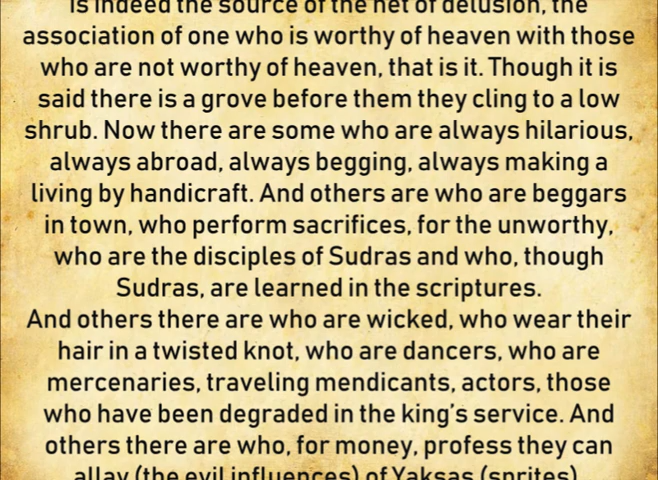 is indeed the source of the net of delusion, the
association of one who is worthy of heaven with those
who are not worthy of heaven, that is it. Though it is
said there is a grove before them they cling to a low
shrub. Now there are some who are always hilarious,
always abroad, always begging, always making a
living by handicraft. And others are who are beggars
in town, who perform sacrifices, for the unworthy,
who are the disciples of Sudras and who, though
Sudras, are learned in the scriptures.
And others there are who are wicked, who wear their
hair in a twisted knot, who are dancers, who are
mercenaries, traveling mendicants, actors, those
who have been degraded in the king's service. And
others there are who, for money, profess they can
allay (the evil influences) of Yaksas (sprites),